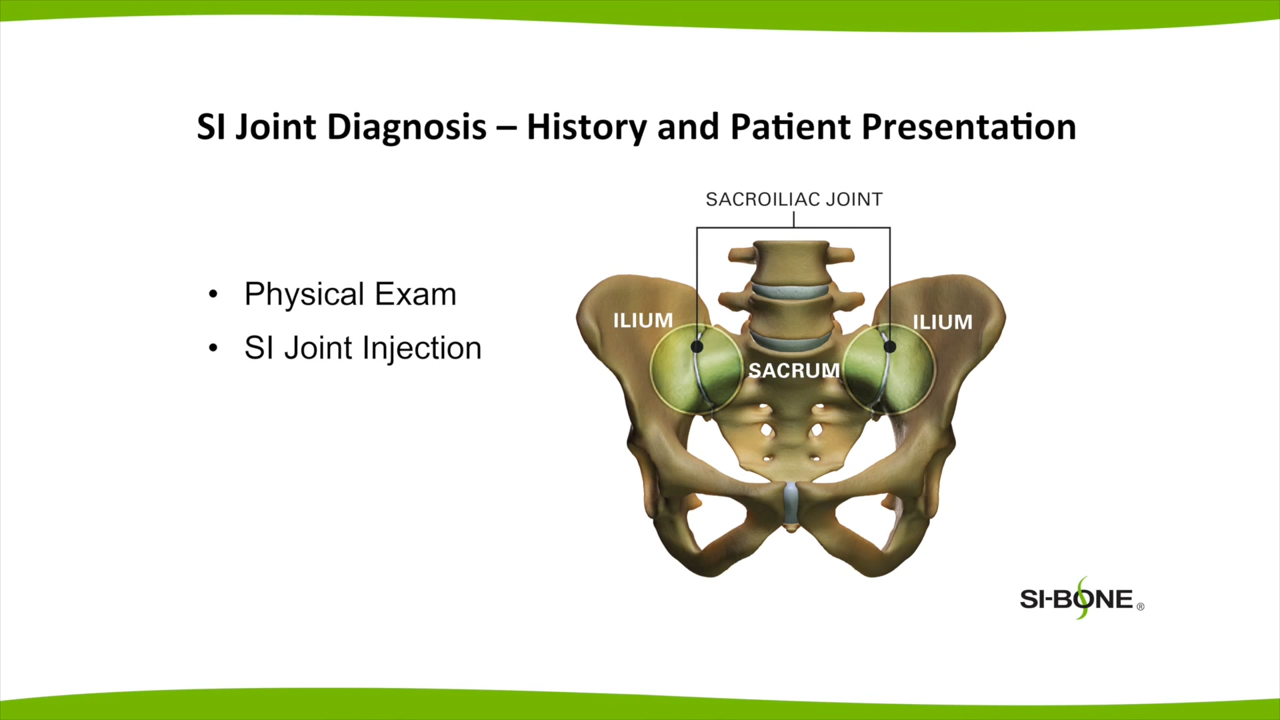 SI Joint Diagnosis – History and Patient Presentation
SACROILIAC JOINT
• Physical Exam
• SI Joint Injection
ILIUM
ILIUM
SACRUM
SI-BONE®